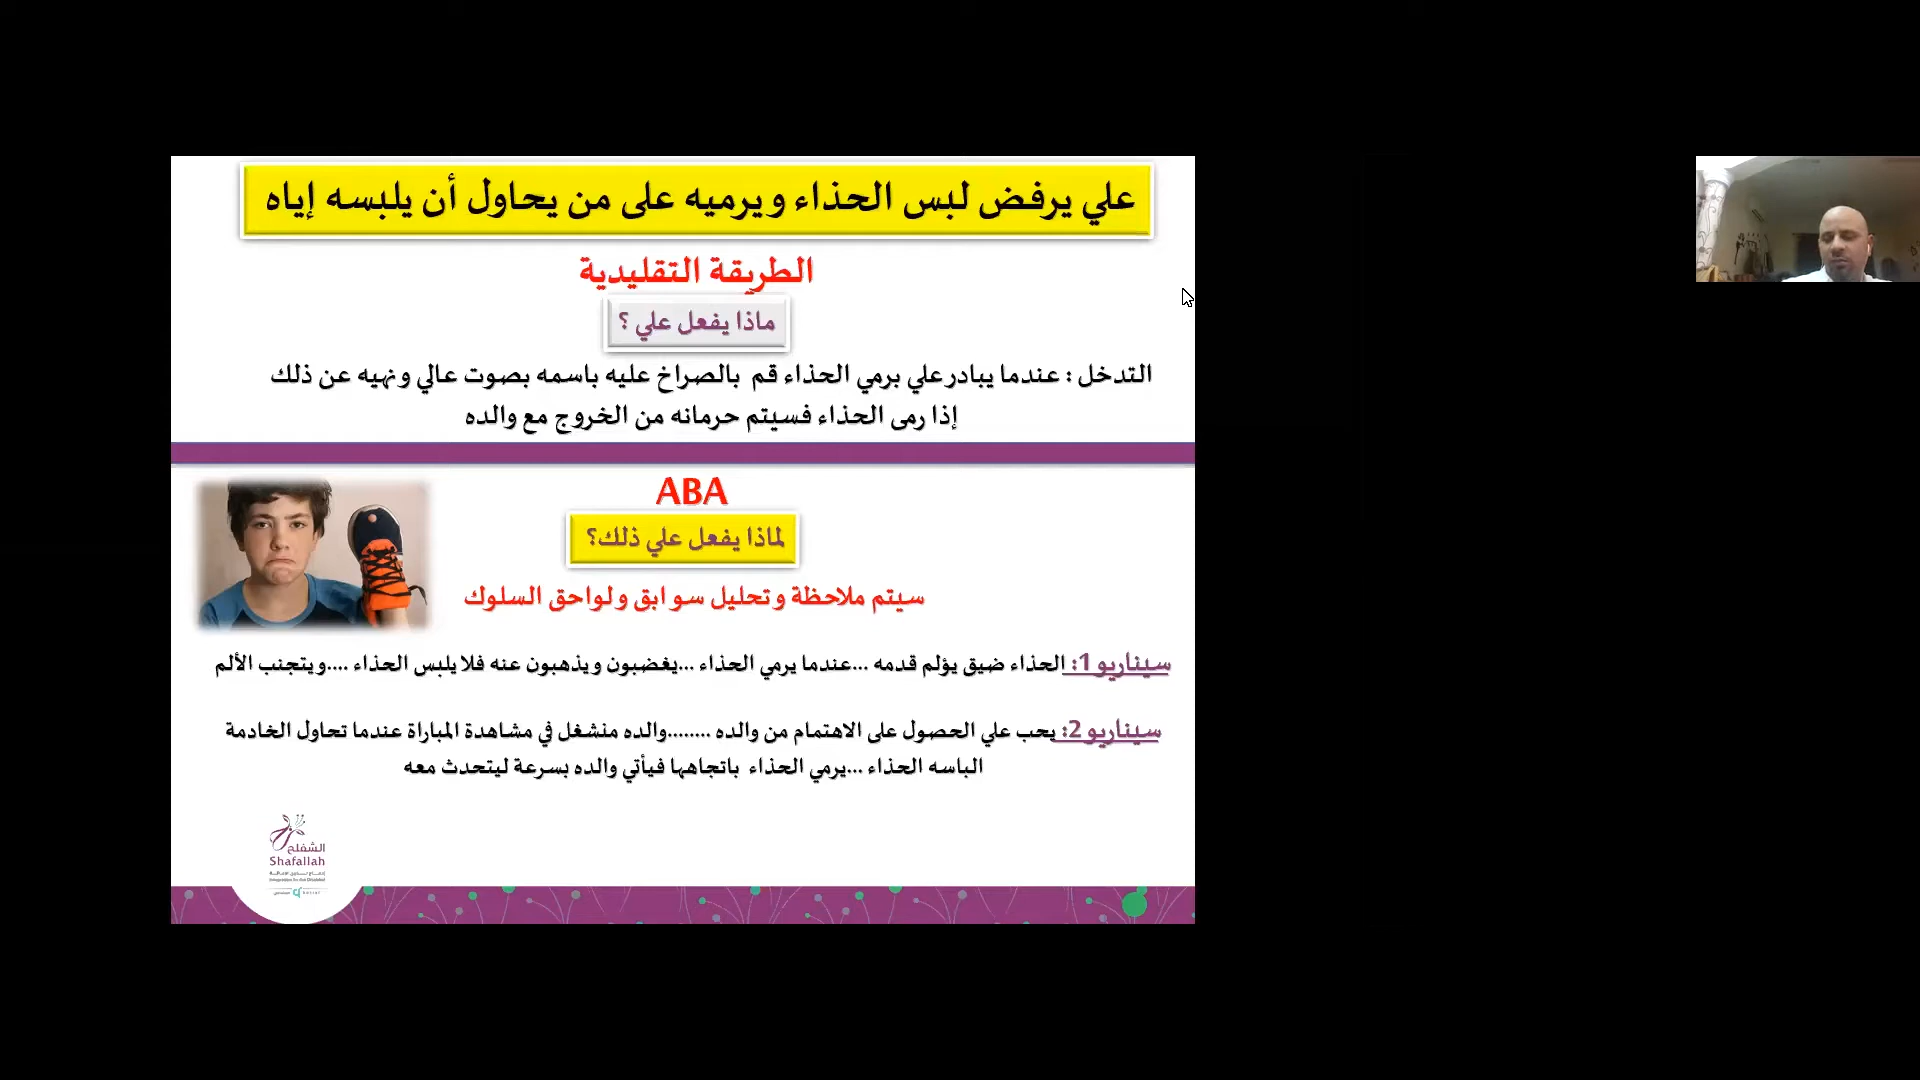 علي يرفض لبس الحذاء ويرميه على من يحاول أن يلبسه إياه
الطريقة التقليدية
ماذا يفعل علي ؟
التدخل : عندما يبادر علي برمي الحذاء قم بالصراخ عليه باسمه بصوت عالي ونهيه عن ذلك
إذا رمى الحذاء فسيتم حرمانه من الخروج مع والده
ABA
لماذا يفعل علي ذلك؟
سيتم ملاحظة وتحليل سوابق ولواحق السلوك
سيناريو 1: الحذاء ضيق يؤلم قدمه ...عندما يرمي الحذاء ...يغضبون ويذهبون عنه فلا يلبس الحذاء ....ويتجنب الألم
سيناريو 2: يحب علي الحصول على الاهتمام من والده ........والده منشغل في مشاهدة المباراة عندما تحاول الخادمة
الباسه الحذاء ...يرمي الحذاء باتجاهها فيأتي والده بسرعة ليتحدث معه
الشفلح
Shafallah